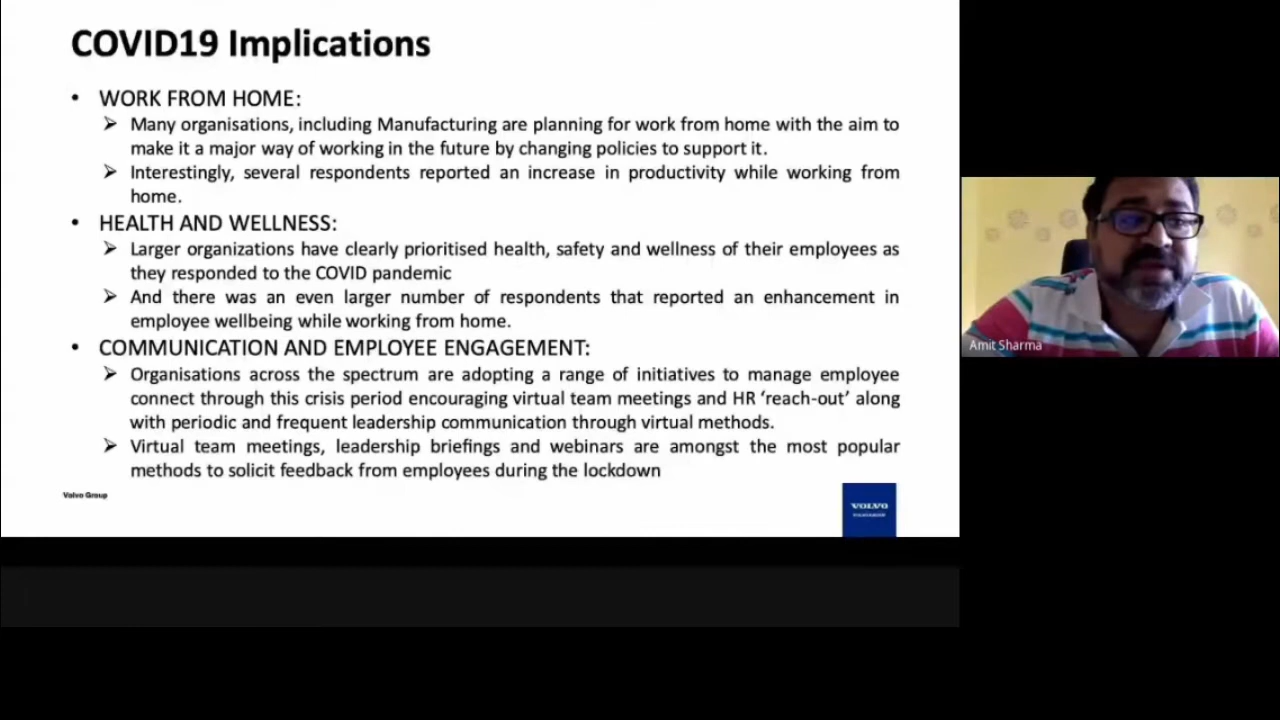 COVID19 Implications
• WORK FROM HOME:
➢ Many organisations, including Manufacturing are planning for work from home with the aim to
make it a major way of working in the future by changing policies to support it.
➢ Interestingly, several respondents reported an increase in productivity while working from
home.
• HEALTH AND WELLNESS:
➢ Larger organizations have clearly prioritised health, safety and wellness of their employees as
they responded to the COVID pandemic
➢ And there was an even larger number of respondents that reported an enhancement in
employee wellbeing while working from home.
• COMMUNICATION AND EMPLOYEE ENGAGEMENT:
➢ Organisations across the spectrum are adopting a range of initiatives to manage employee
connect through this crisis period encouraging virtual team meetings and HR ‘reach-out’ along
with periodic and frequent leadership communication through virtual methods.
➢ Virtual team meetings, leadership briefings and webinars are amongst the most popular
methods to solicit feedback from employees during the lockdown
Volvo Group
VOLVO
Amit Sharma